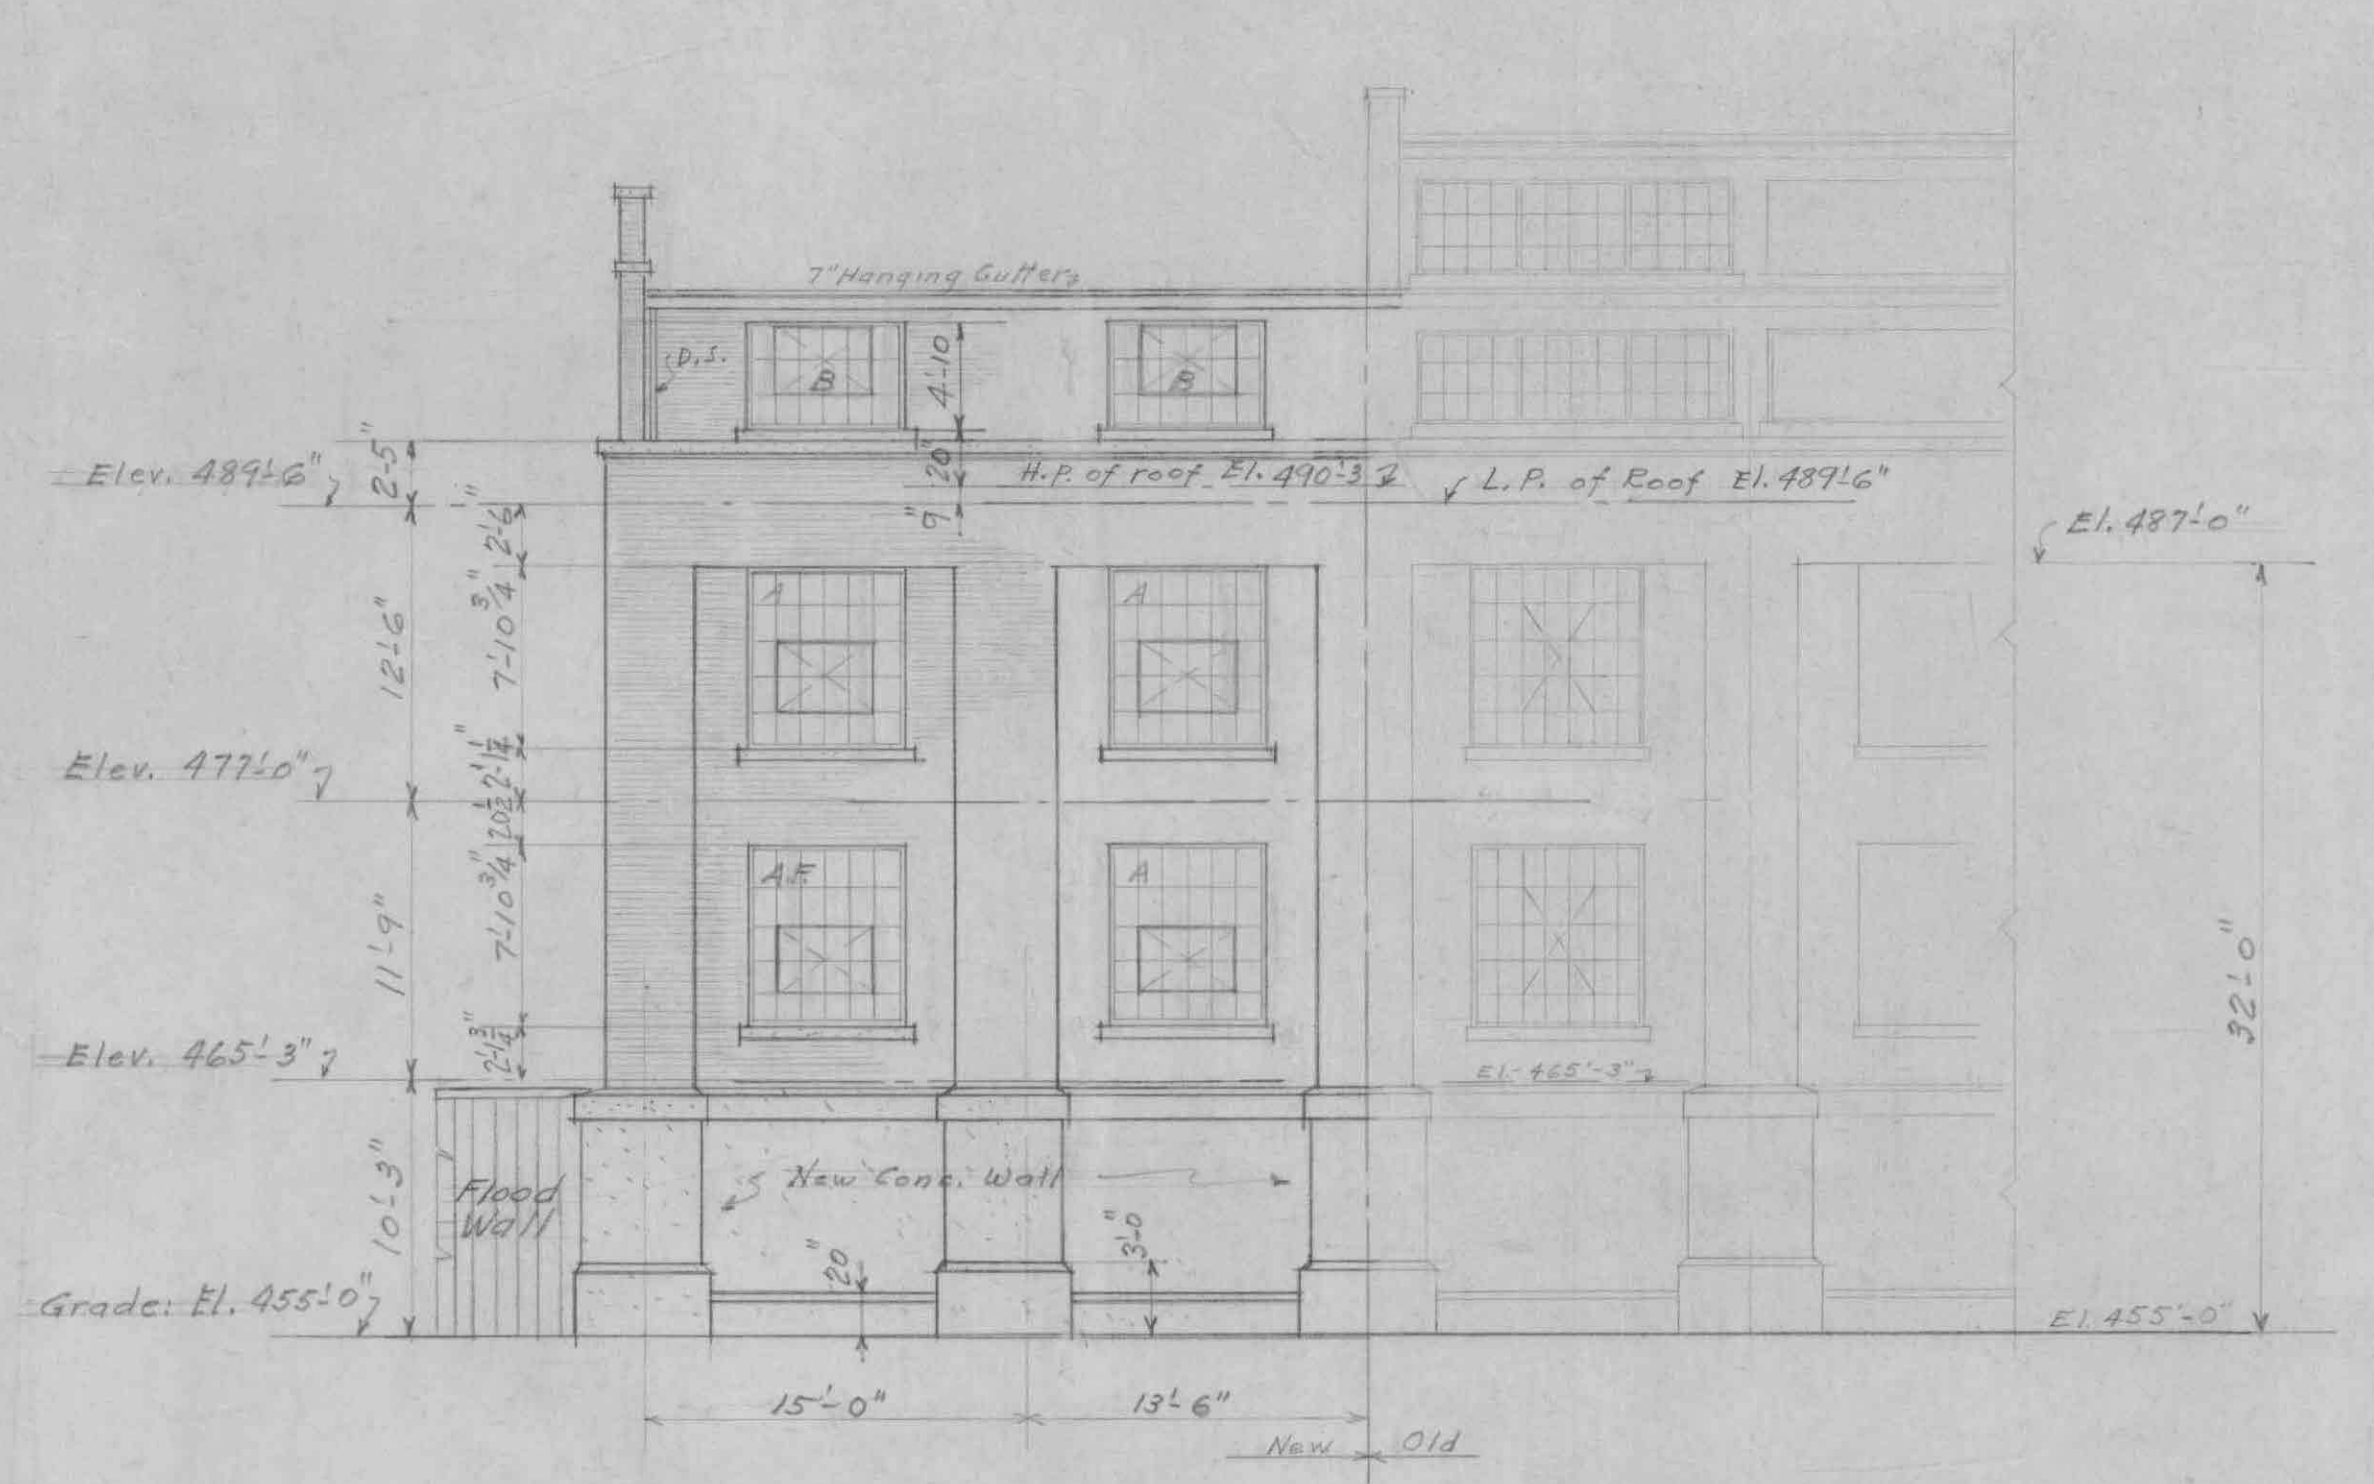 7" Hanging Gutters
D.S.
B
B
4'-10
20"
9"
2-5"
Elev. 489'-6"
H.P. of roof El. 490'-3
L.P. of Roof El. 489'-6"
El. 487'-0"
2'-6"
A
A
12'-6"
7'-10 3/4"
2'-1 1/4"
Elev. 477'-0"
20 1/2"
A.F.
A
11'-9"
7'-10 3/4"
2'-1 3/4"
Elev. 465'-3"
El.- 465'-3"
32'-0"
New Conc. Wall
Flood
Wall
10'-3"
20"
3'-0"
Grade: El. 455'-0"
El. 455'-0"
15'-0"
13'-6"
New
Old